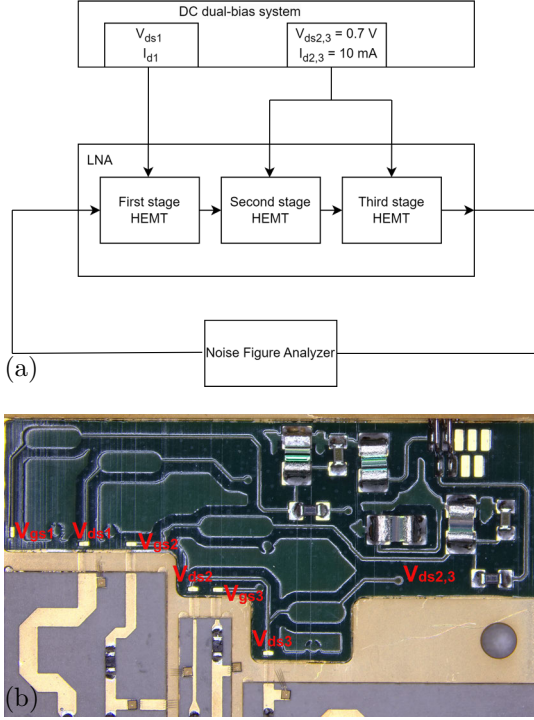 DC dual-bias system
Vds1
Id1
Vds2,3 = 0.7 V
Id2,3 = 10 mA
LNA
First stage
HEMT
Second stage
HEMT
Third stage
HEMT
Noise Figure Analyzer
(a)
Vgs1
Vds1
Vgs2
Vds2
Vgs3
Vds2,3
Vds3
(b)